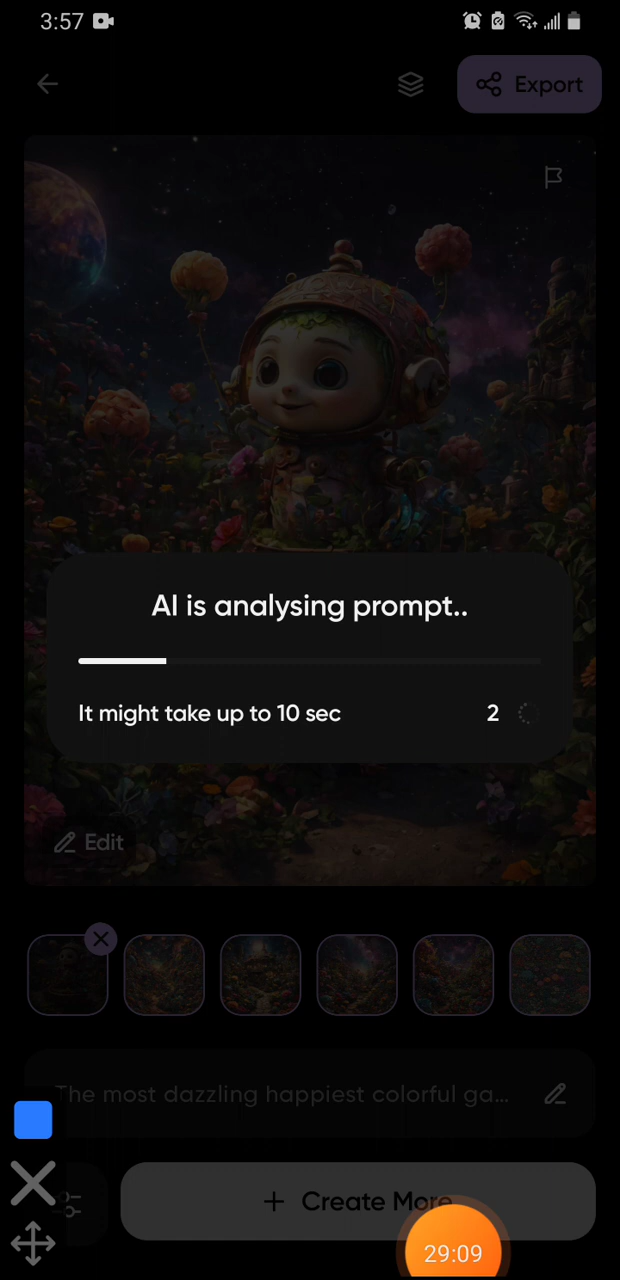 3:57
Export
AI is analysing prompt..
It might take up to 10 sec
2
Edit
The most dazzling happiest colorful ga...
Create More
29:09